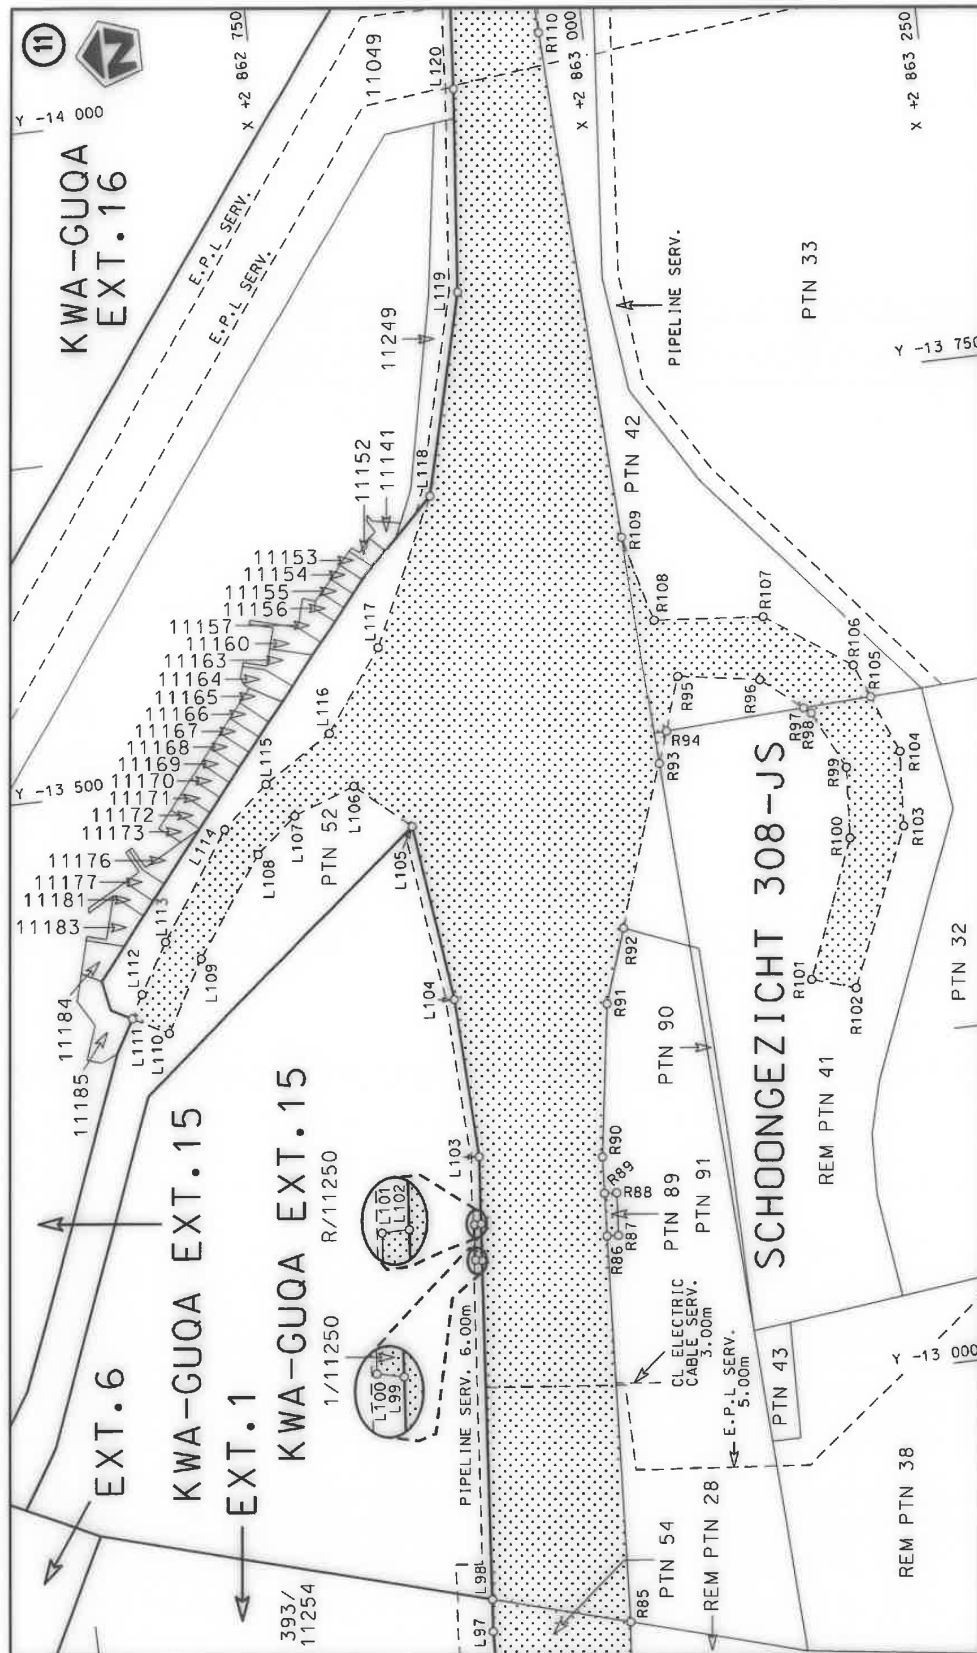 11
N
Y -14 000
X +2 862 750
X +2 863 000
X +2 863 250
Y -13 750
Y -13 500
Y -13 000
KWA-GUQA
EXT.16
E.P.L SERV.
E.P.L SERV.
11049
L120
R110
L119
11249
PIPELINE SERV.
PTN 33
11152
11141
L118
PTN 42
R109
11153
11154
11155
11156
11157
11160
11163
11164
11165
11166
11167
11168
11169
11170
11171
11172
11173
11176
11177
11181
11183
11184
11185
L117
L116
L115
L114
L113
L112
L111
L110
L109
L108
L107
L106
L105
L104
L103
PTN 52
R108
R107
R106
R105
R104
R103
R102
R101
R100
R99
R98
R97
R96
R95
R94
R93
R92
R91
R90
R89
R88
R87
R86
R85
PTN 90
PTN 89
PTN 91
SCHOONGEZICHT 308-JS
REM PTN 41
PTN 32
EXT.6
KWA-GUQA EXT.15
EXT.1
KWA-GUQA EXT.15
R/11250
1/11250
L101
L102
L100
L99
PIPELINE SERV. 6.00m
CL ELECTRIC
CABLE SERV.
3.00m
E.P.L SERV.
5.00m
PTN 43
REM PTN 38
REM PTN 28
PTN 54
393/
11254
L98
L97